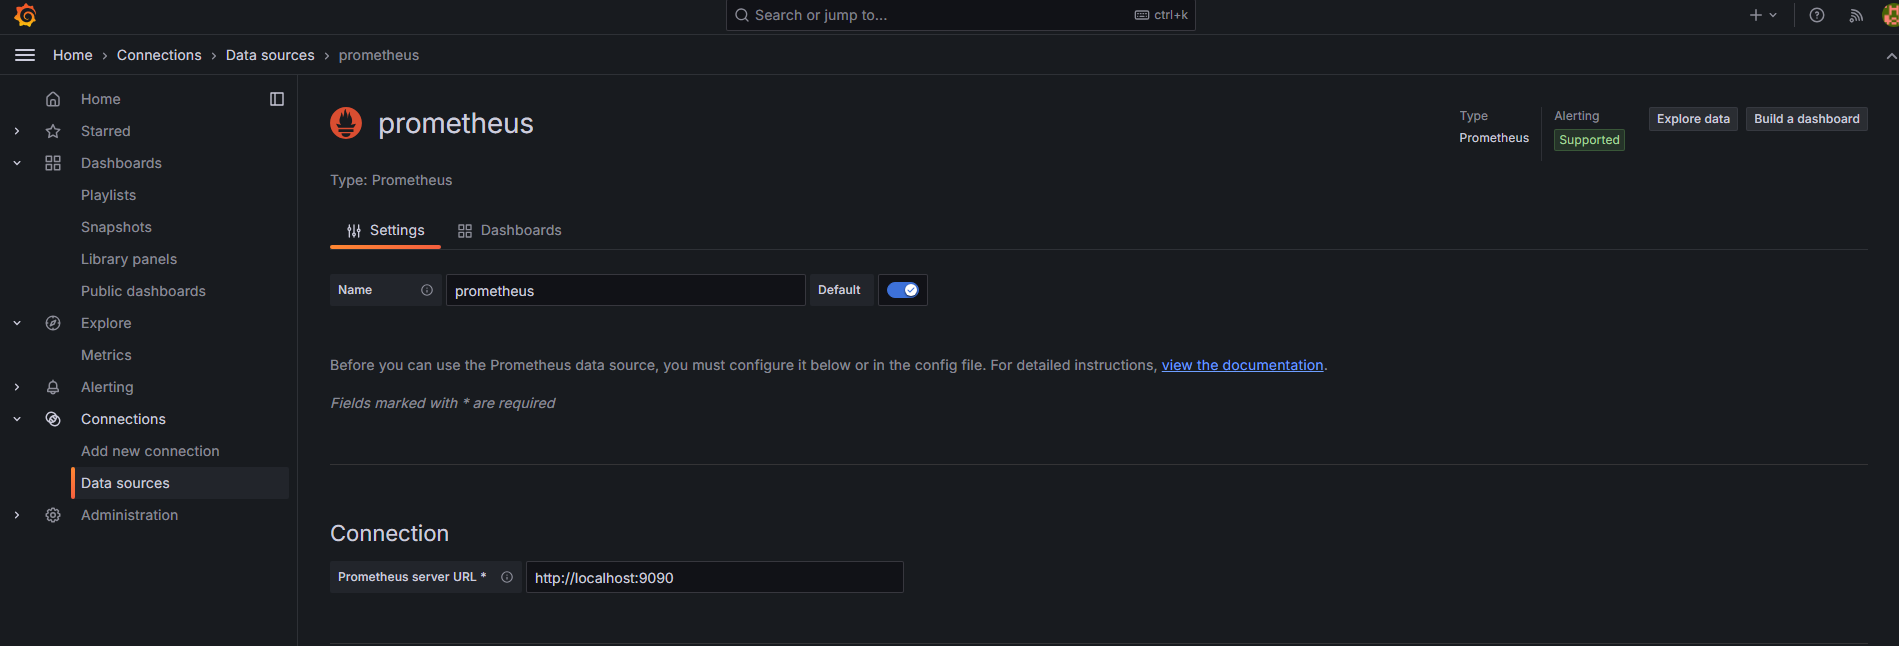 Search or jump to...
ctrl+k
Home › Connections › Data sources › prometheus
Home
Starred
Dashboards
Playlists
Snapshots
Library panels
Public dashboards
Explore
Metrics
Alerting
Connections
Add new connection
Data sources
Administration
prometheus
Type
Prometheus
Alerting
Supported
Explore data
Build a dashboard
Type: Prometheus
Settings
Dashboards
Name
prometheus
Default
Before you can use the Prometheus data source, you must configure it below or in the config file. For detailed instructions, view the documentation.
Fields marked with * are required
Connection
Prometheus server URL *
http://localhost:9090